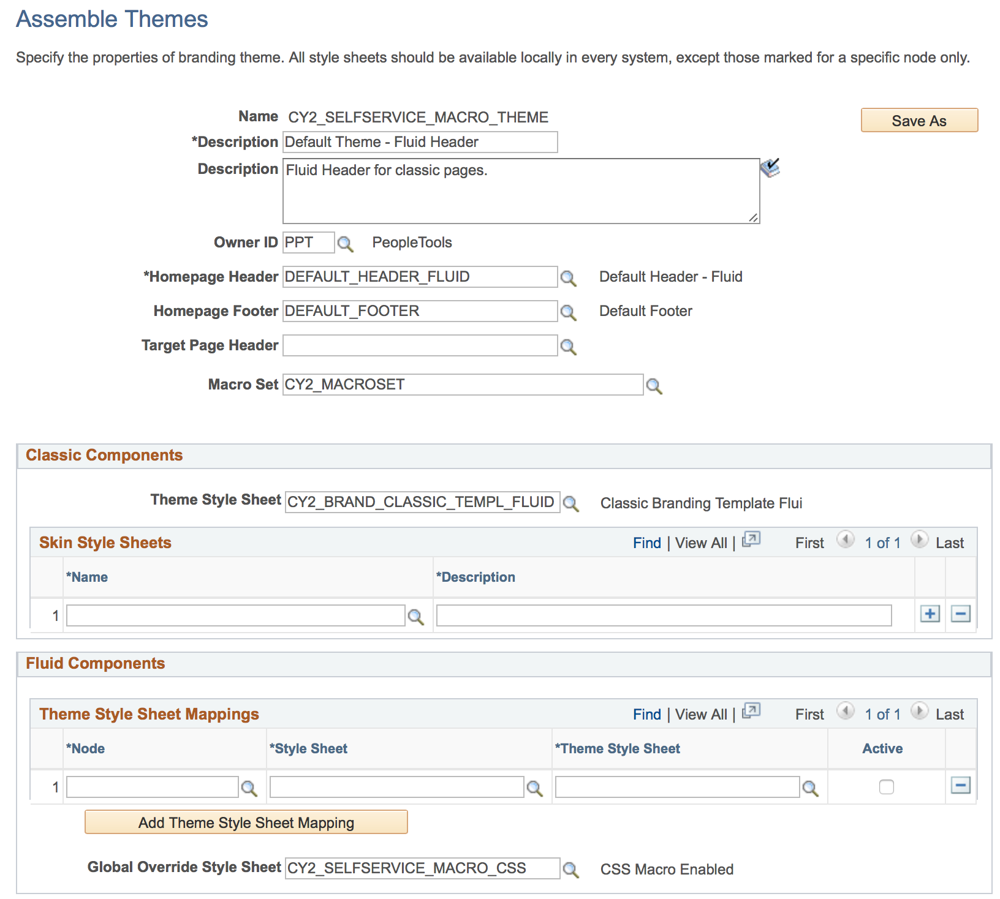 Assemble Themes
Specify the properties of branding theme. All style sheets should be available locally in every system, except those marked for a specific node only.
Name CY2_SELFSERVICE_MACRO_THEME
Save As
*Description Default Theme - Fluid Header
Description Fluid Header for classic pages.
Owner ID PPT PeopleTools
*Homepage Header DEFAULT_HEADER_FLUID Default Header - Fluid
Homepage Footer DEFAULT_FOOTER Default Footer
Target Page Header
Macro Set CY2_MACROSET
Classic Components
Theme Style Sheet CY2_BRAND_CLASSIC_TEMPL_FLUID Classic Branding Template Flui
Skin Style Sheets Find | View All | First 1 of 1 Last
*Name *Description
1
Fluid Components
Theme Style Sheet Mappings Find | View All | First 1 of 1 Last
*Node *Style Sheet *Theme Style Sheet Active
1
Add Theme Style Sheet Mapping
Global Override Style Sheet CY2_SELFSERVICE_MACRO_CSS CSS Macro Enabled